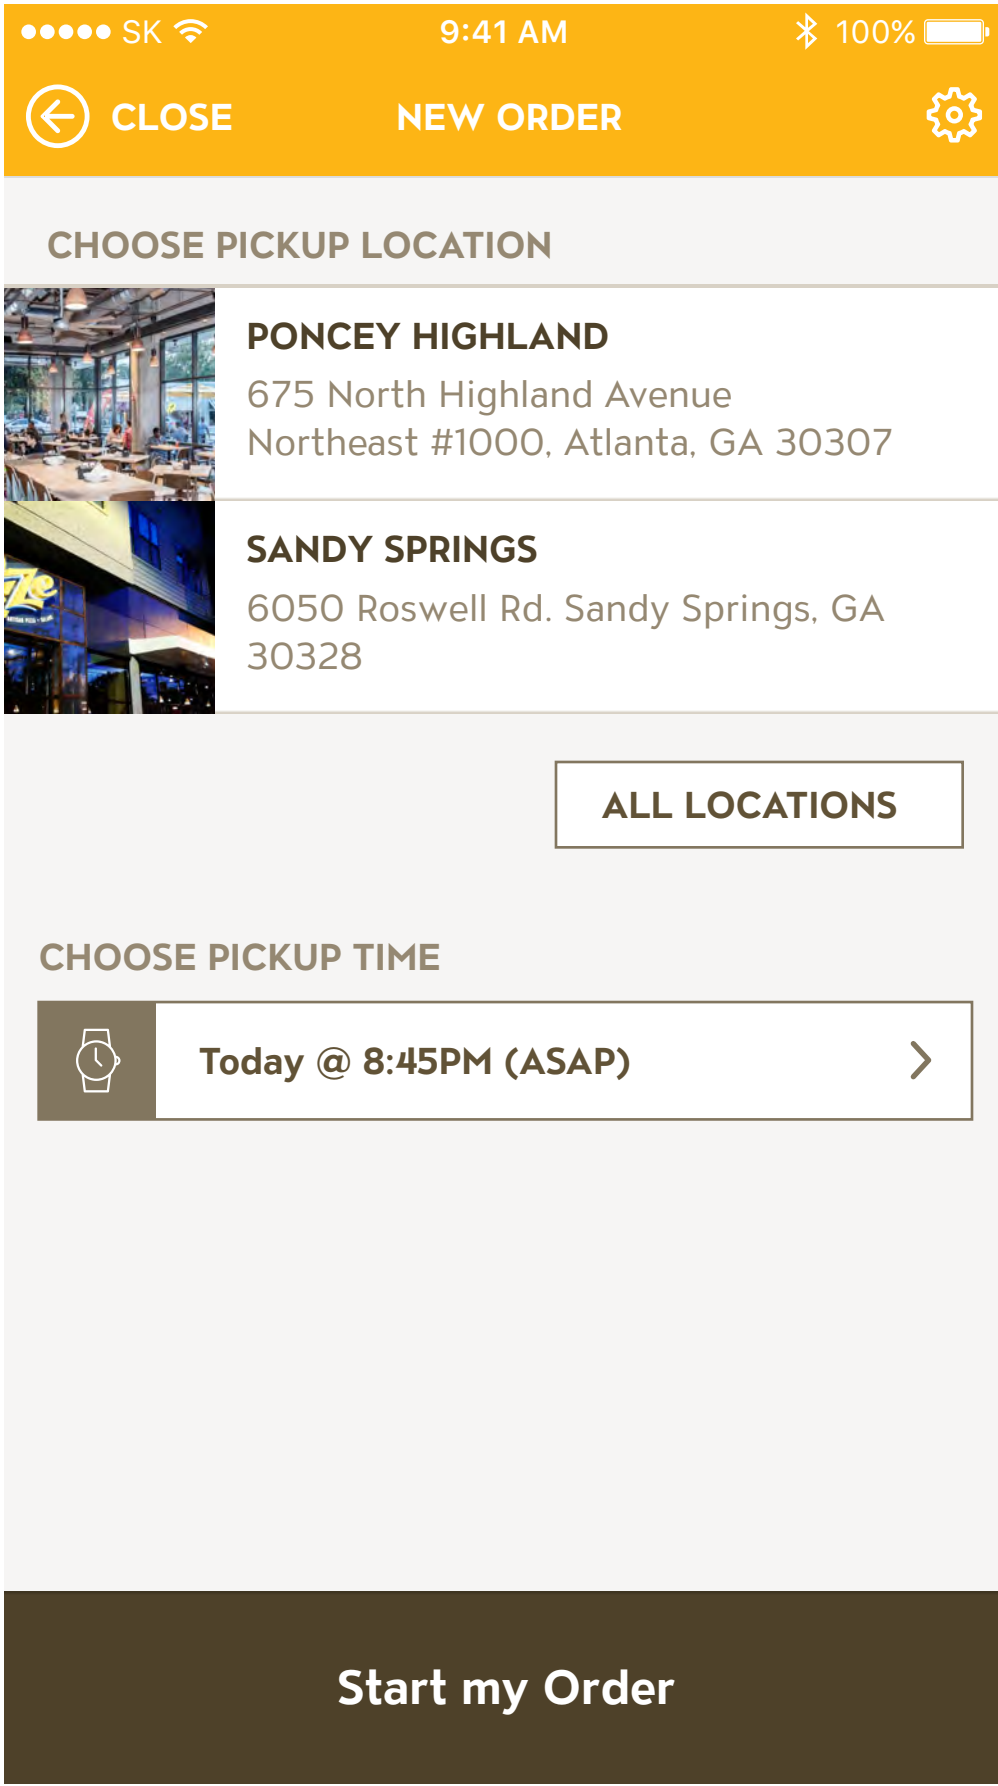 SK 9:41 AM 100%
CLOSE NEW ORDER
CHOOSE PICKUP LOCATION
PONCEY HIGHLAND
675 North Highland Avenue
Northeast #1000, Atlanta, GA 30307
SANDY SPRINGS
6050 Roswell Rd. Sandy Springs, GA
30328
ALL LOCATIONS
CHOOSE PICKUP TIME
Today @ 8:45PM (ASAP)
Start my Order